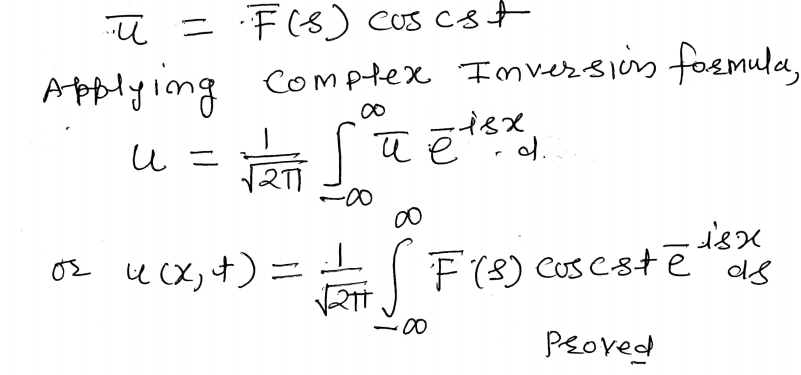 ū = F̄(s) cos cst
Applying Complex Inversion formula,
u = 1/√2π ∫_{-∞}^{∞} ū e^{-isx} . d.
or u(x,t) = 1/√2π ∫_{-∞}^{∞} F̄(s) cos cst e^{-isx} ds
Proved